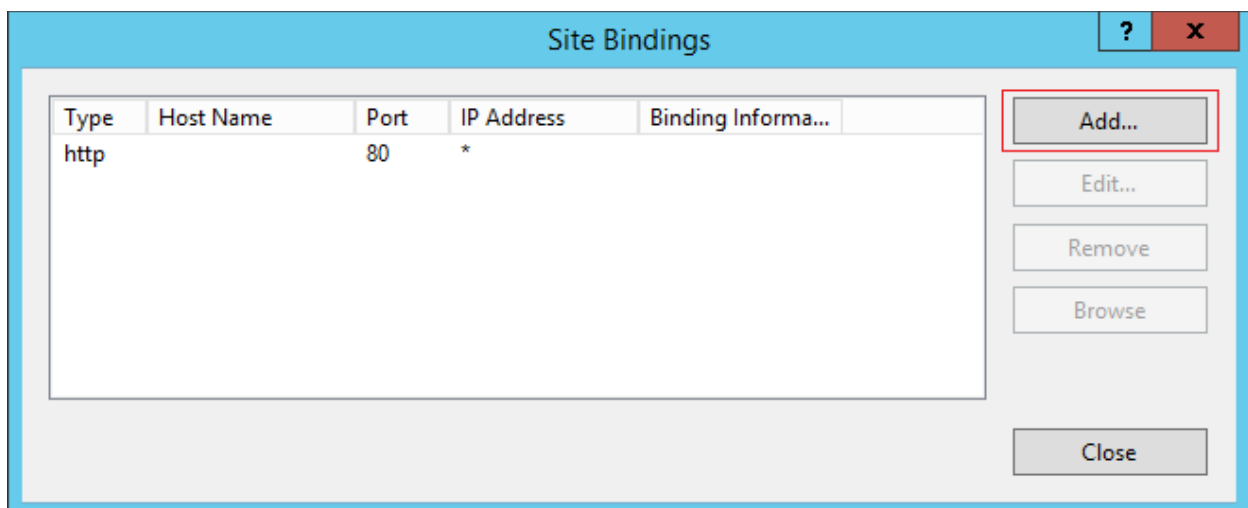 Site Bindings
? x
Type Host Name Port IP Address Binding Informa...
http 80 *
Add...
Edit...
Remove
Browse
Close